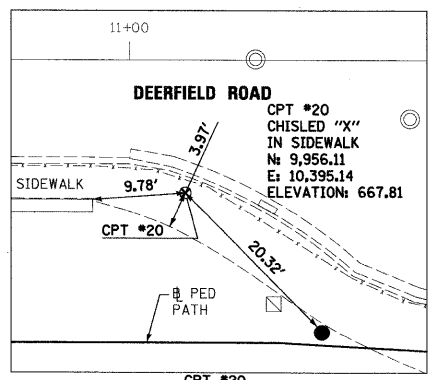 11+00
DEERFIELD ROAD
CPT #20
CHISLED "X"
IN SIDEWALK
N: 9,956.11
E: 10,395.14
ELEVATION: 667.81
3.97'
SIDEWALK
9.78'
CPT #20
20.32'
℄ PED
PATH
CPT #20